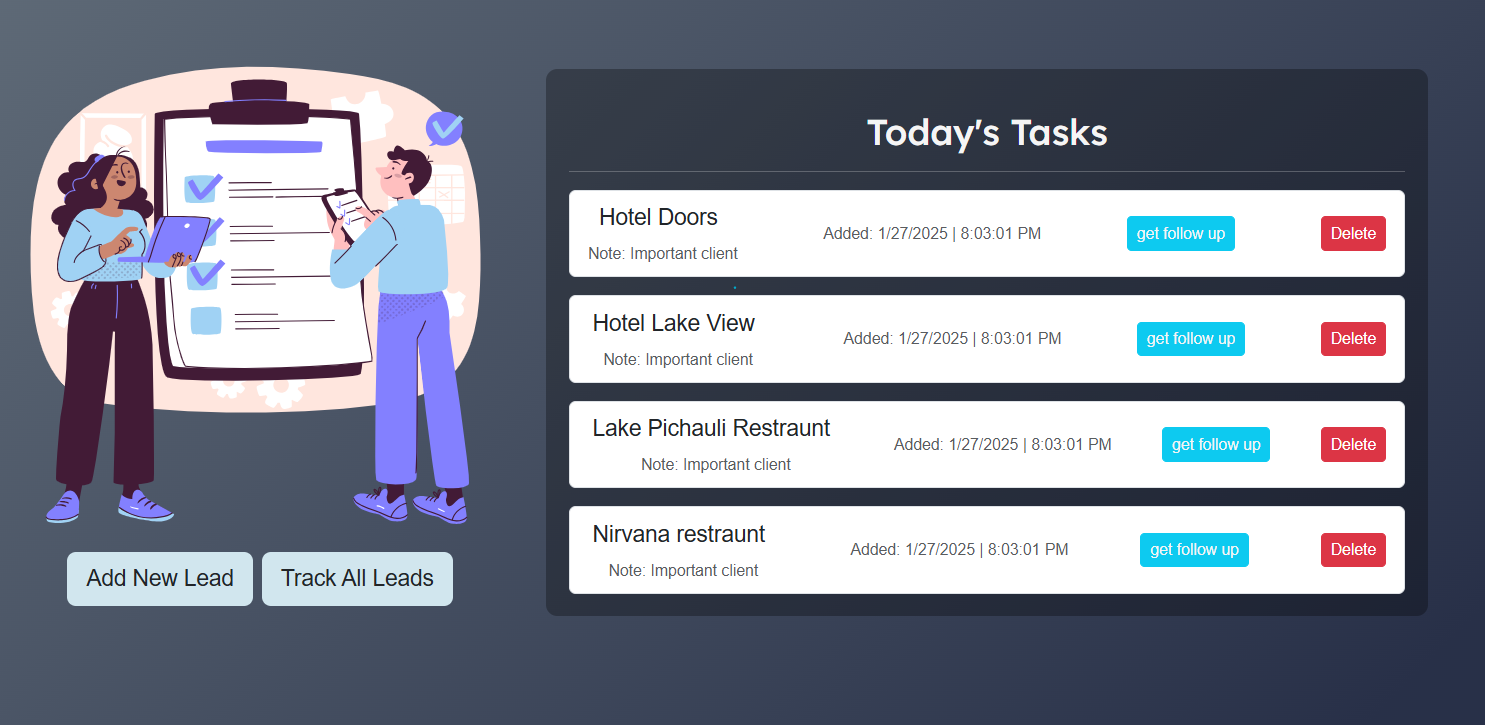 Today's Tasks
Hotel Doors
Note: Important client
Added: 1/27/2025 | 8:03:01 PM
get follow up
Delete
Hotel Lake View
Note: Important client
Added: 1/27/2025 | 8:03:01 PM
get follow up
Delete
Lake Pichauli Restraunt
Note: Important client
Added: 1/27/2025 | 8:03:01 PM
get follow up
Delete
Nirvana restraunt
Note: Important client
Added: 1/27/2025 | 8:03:01 PM
get follow up
Delete
Add New Lead
Track All Leads